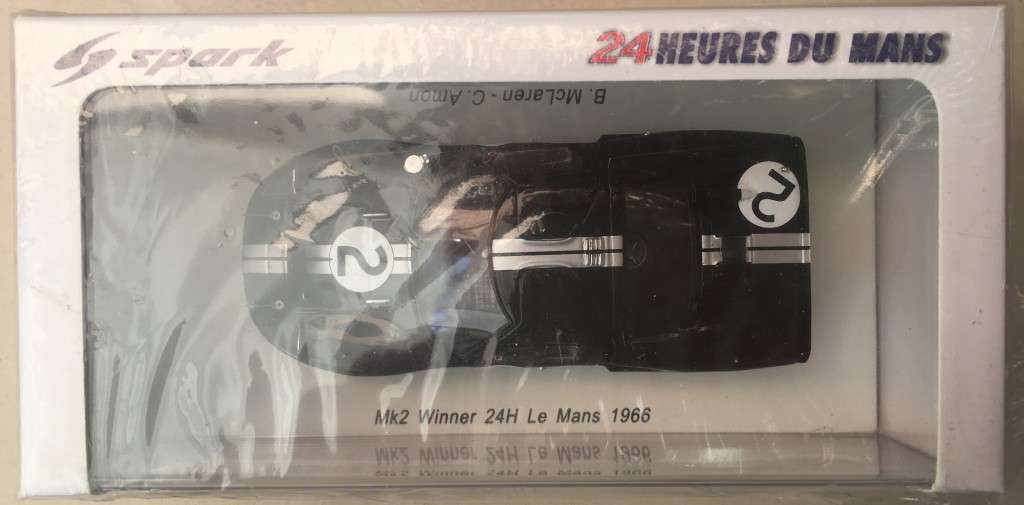 spark
24 HEURES DU MANS
B. McLaren - C. Amon
2
2
Mk2 Winner 24H Le Mans 1966
Mk2 Winner 24H Le Mans 1966